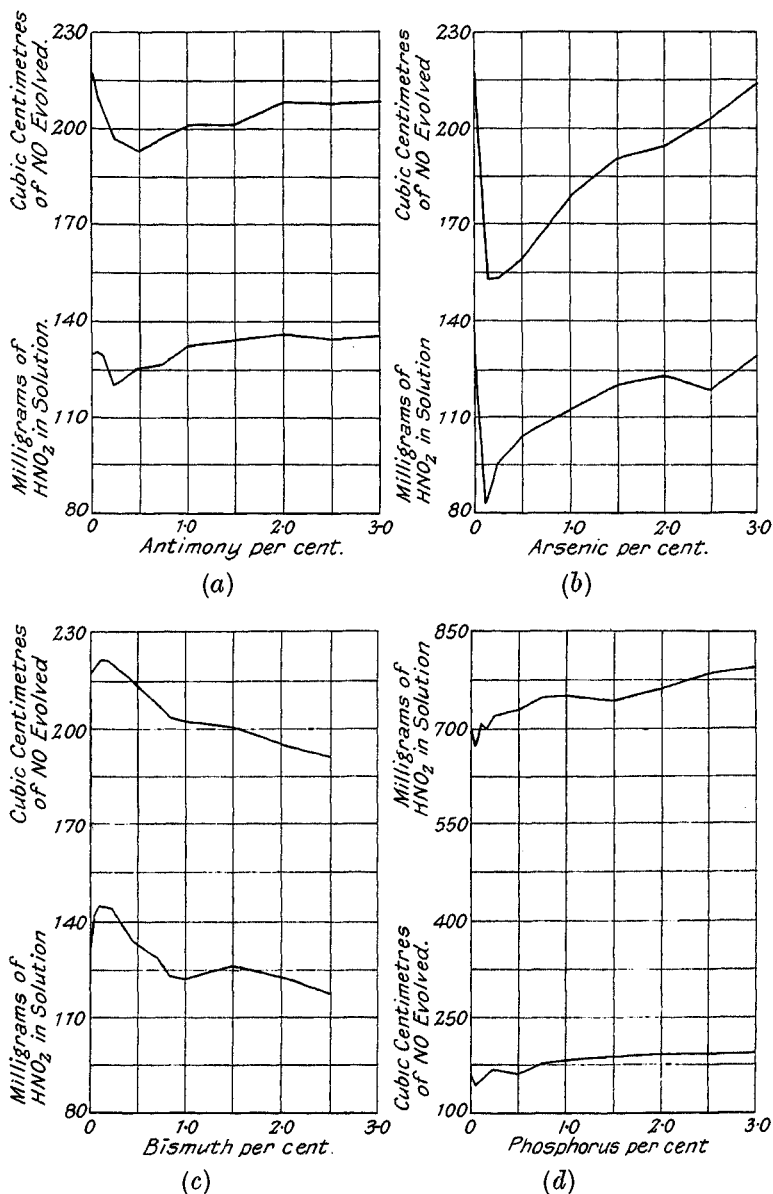 Cubic Centimetres
of NO Evolved.
230
200
170
Milligrams of
HNO₂ in Solution.
140
110
80
0 1·0 2·0 3·0
Antimony per cent.
(a)
Cubic Centimetres
of NO Evolved
230
200
170
Milligrams of
HNO₂ in Solution
140
110
80
0 1·0 2·0 3·0
Arsenic per cent.
(b)
Cubic Centimetres
of NO Evolved
230
200
170
Milligrams of
HNO₂ in Solution
140
110
80
0 1·0 2·0 3·0
Bismuth per cent.
(c)
Milligrams of
HNO₂ in Solution
850
700
550
Cubic Centimetres
of NO Evolved.
400
250
100
0 1·0 2·0 3·0
Phosphorus per cent
(d)